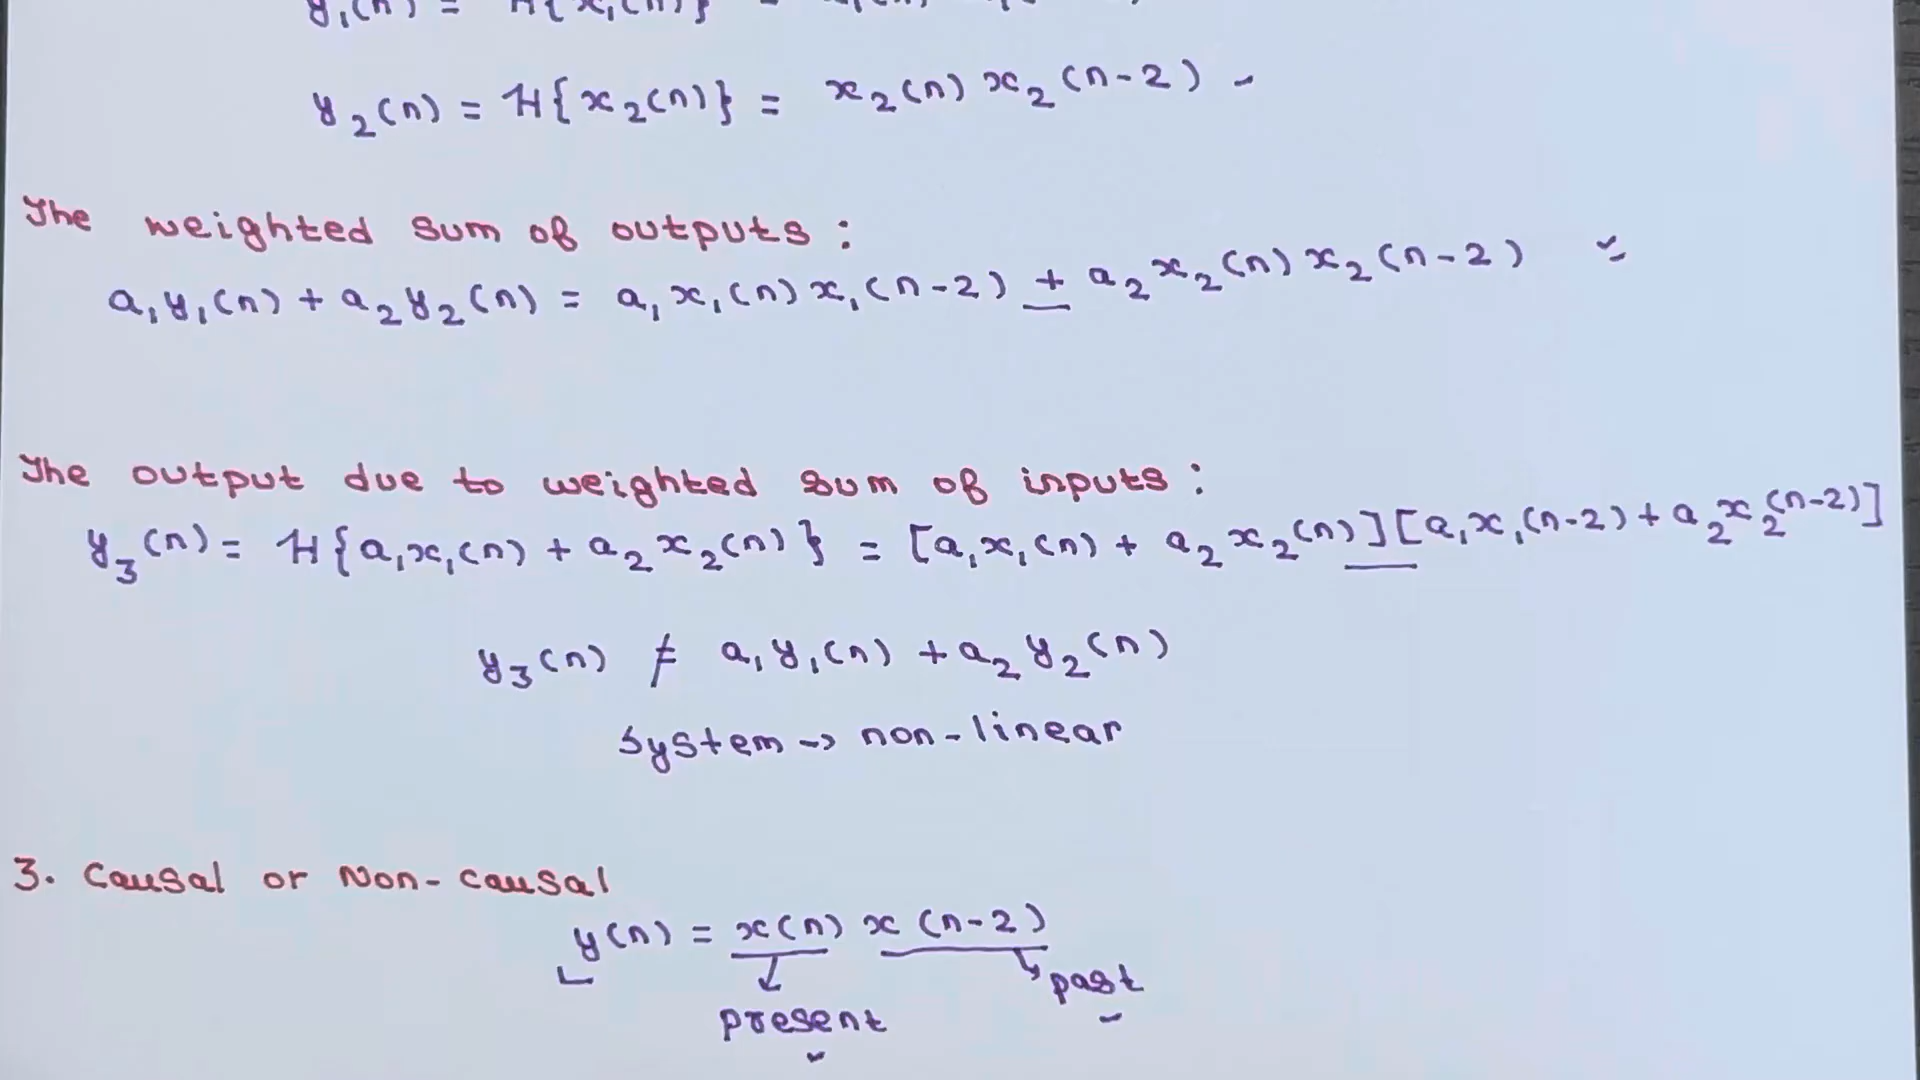 y₁(n) = H{x₁(n)}
y₂(n) = H{x₂(n)} = x₂(n) x₂(n-2)
The weighted sum of outputs :
a₁y₁(n) + a₂y₂(n) = a₁x₁(n)x₁(n-2) + a₂x₂(n)x₂(n-2)
The output due to weighted sum of inputs :
y₃(n) = H{a₁x₁(n) + a₂x₂(n)} = [a₁x₁(n) + a₂x₂(n)][a₁x₁(n-2) + a₂x₂(n-2)]
y₃(n) ≠ a₁y₁(n) + a₂y₂(n)
System -> non-linear
3. Causal or Non-causal
y(n) = x(n) x(n-2)
past
present